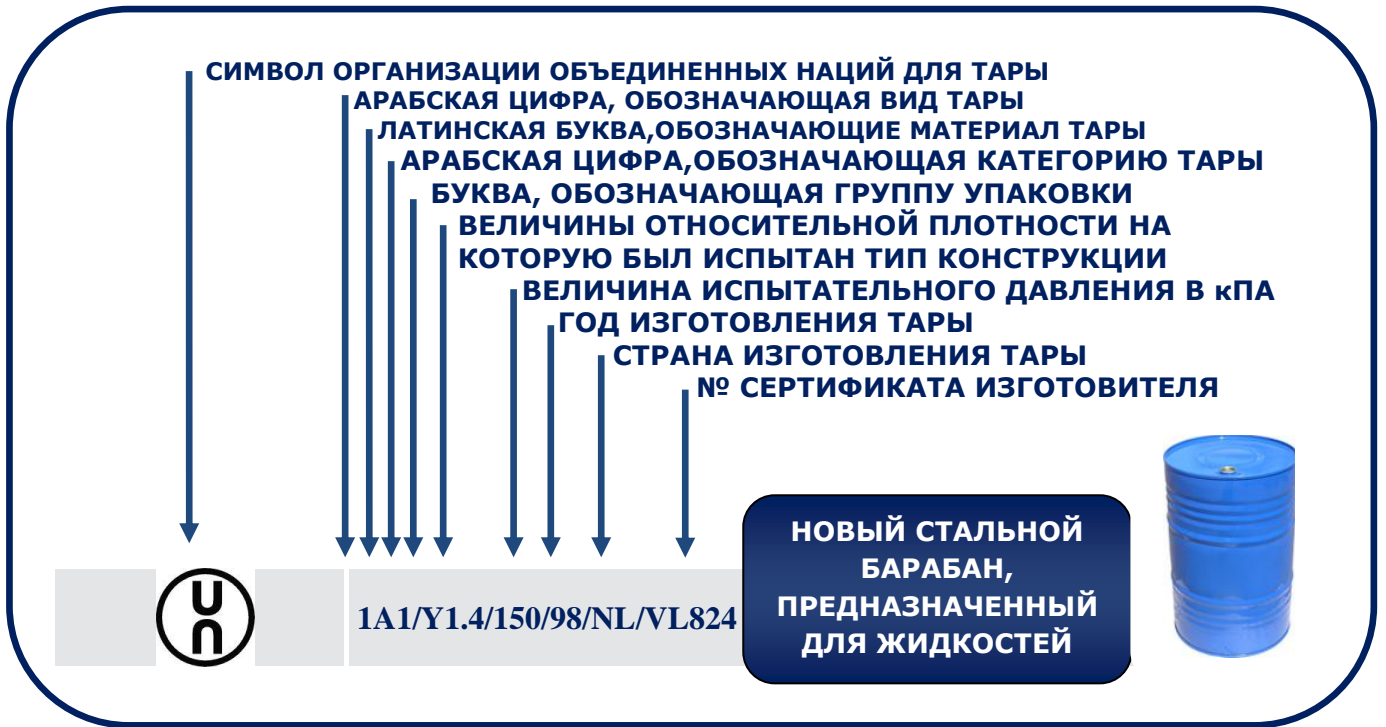 СИМВОЛ ОРГАНИЗАЦИИ ОБЪЕДИНЕННЫХ НАЦИЙ ДЛЯ ТАРЫ
АРАБСКАЯ ЦИФРА, ОБОЗНАЧАЮЩАЯ ВИД ТАРЫ
ЛАТИНСКАЯ БУКВА,ОБОЗНАЧАЮЩИЕ МАТЕРИАЛ ТАРЫ
АРАБСКАЯ ЦИФРА,ОБОЗНАЧАЮЩАЯ КАТЕГОРИЮ ТАРЫ
БУКВА, ОБОЗНАЧАЮЩАЯ ГРУППУ УПАКОВКИ
ВЕЛИЧИНЫ ОТНОСИТЕЛЬНОЙ ПЛОТНОСТИ НА
КОТОРУЮ БЫЛ ИСПЫТАН ТИП КОНСТРУКЦИИ
ВЕЛИЧИНА ИСПЫТАТЕЛЬНОГО ДАВЛЕНИЯ В кПА
ГОД ИЗГОТОВЛЕНИЯ ТАРЫ
СТРАНА ИЗГОТОВЛЕНИЯ ТАРЫ
№ СЕРТИФИКАТА ИЗГОТОВИТЕЛЯ
u
n
1A1/Y1.4/150/98/NL/VL824
НОВЫЙ СТАЛЬНОЙ
БАРАБАН,
ПРЕДНАЗНАЧЕННЫЙ
ДЛЯ ЖИДКОСТЕЙ